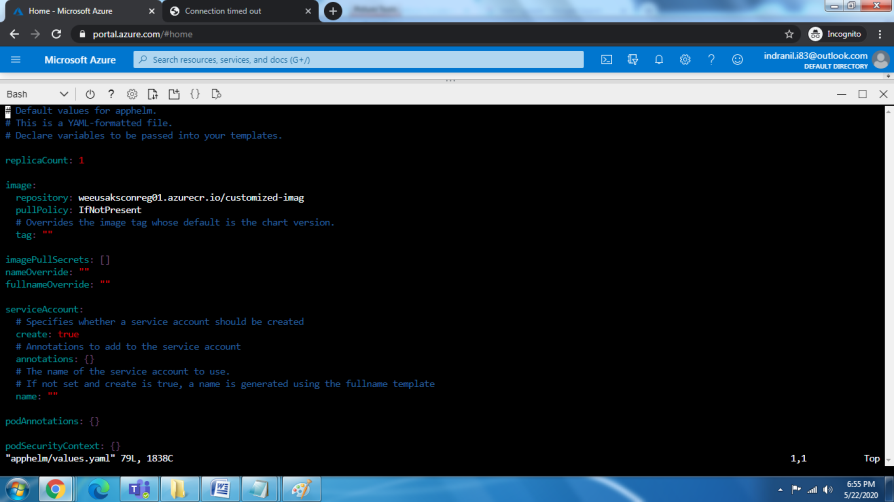 Home - Microsoft Azure
Connection timed out
portal.azure.com/#home
Incognito
Microsoft Azure
Search resources, services, and docs (G+/)
indranil.i83@outlook.com
DEFAULT DIRECTORY
Bash
# Default values for apphelm.
# This is a YAML-formatted file.
# Declare variables to be passed into your templates.
replicaCount: 1
image:
repository: weeusaksconreg01.azurecr.io/customized-imag
pullPolicy: IfNotPresent
# Overrides the image tag whose default is the chart version.
tag: ""
imagePullSecrets: []
nameOverride: ""
fullnameOverride: ""
serviceAccount:
# Specifies whether a service account should be created
create: true
# Annotations to add to the service account
annotations: {}
# The name of the service account to use.
# If not set and create is true, a name is generated using the fullname template
name: ""
podAnnotations: {}
podSecurityContext: {}
"apphelm/values.yaml" 79L, 1838C 1,1 Top
6:55 PM
5/22/2020